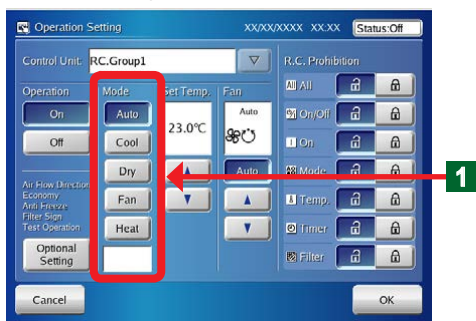 Operation Setting
XX/XX/XXXX XX:XX
Status:Off
Control Unit:
RC.Group1
R.C. Prohibition
Operation
Mode
Set Temp.
Fan
All All
On
Auto
Auto
On/Off
Off
Cool
23.0°C
On
Dry
Auto
Mode
1
Air Flow Direction
Economy
Anti Freeze
Filter Sign
Test Operation
Fan
Temp.
Heat
Timer
Optional
Setting
Filter
Cancel
OK